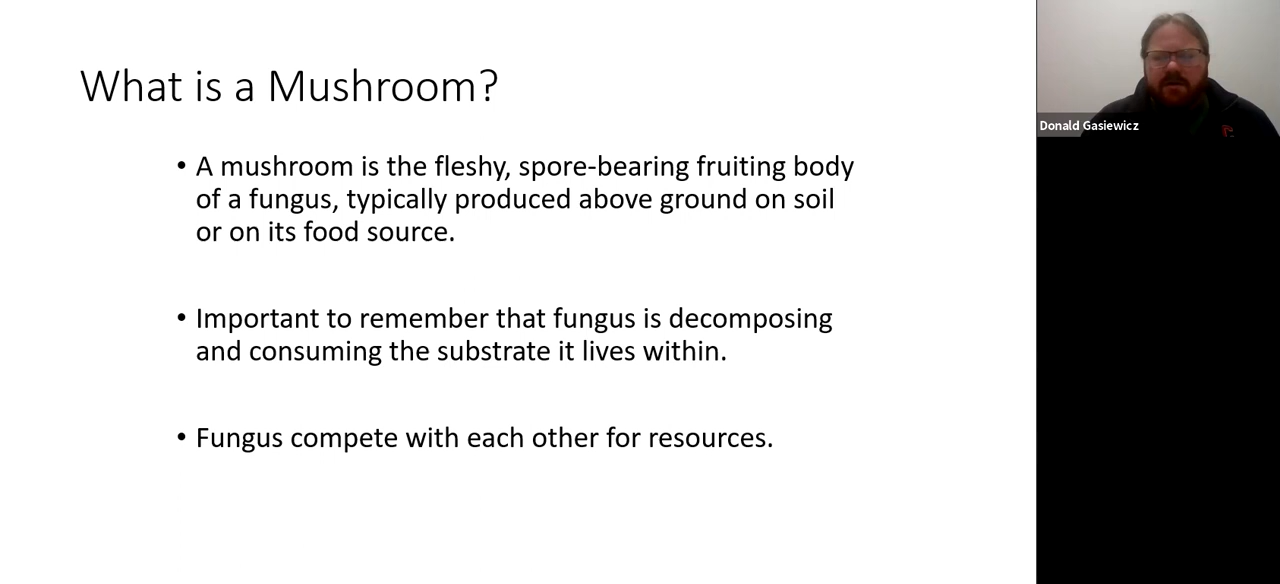 What is a Mushroom?
• A mushroom is the fleshy, spore-bearing fruiting body
of a fungus, typically produced above ground on soil
or on its food source.
• Important to remember that fungus is decomposing
and consuming the substrate it lives within.
• Fungus compete with each other for resources.
Donald Gasiewicz